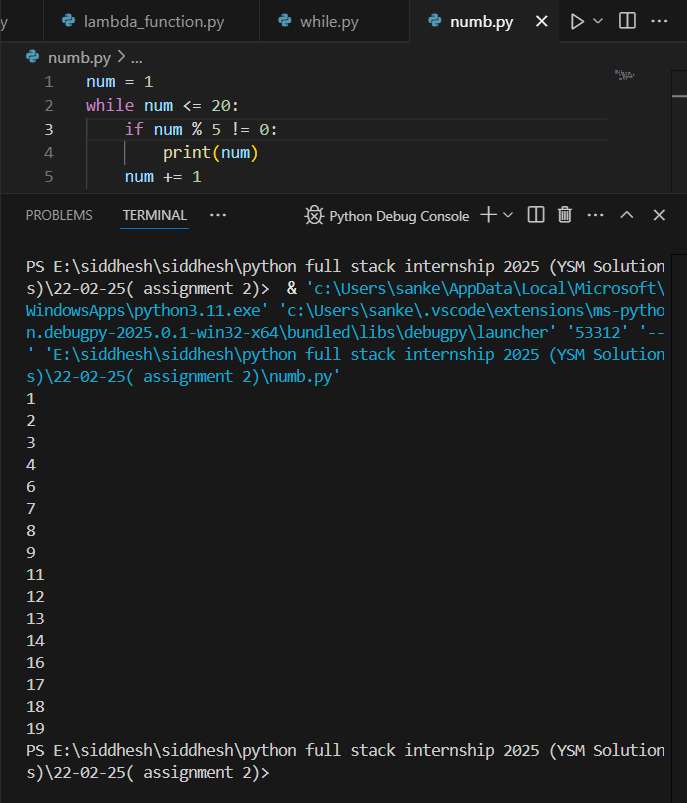 y lambda_function.py while.py numb.py
numb.py > ...
1 num = 1
2 while num <= 20:
3 if num % 5 != 0:
4 print(num)
5 num += 1
PROBLEMS TERMINAL ... Python Debug Console
PS E:\siddhesh\siddhesh\python full stack internship 2025 (YSM Solution
s)\22-02-25( assignment 2)> & 'c:\Users\sanke\AppData\Local\Microsoft\
WindowsApps\python3.11.exe' 'c:\Users\sanke\.vscode\extensions\ms-pytho
n.debugpy-2025.0.1-win32-x64\bundled\libs\debugpy\launcher' '53312' '--
' 'E:\siddhesh\siddhesh\python full stack internship 2025 (YSM Solution
s)\22-02-25( assignment 2)\numb.py'
1
2
3
4
6
7
8
9
11
12
13
14
16
17
18
19
PS E:\siddhesh\siddhesh\python full stack internship 2025 (YSM Solution
s)\22-02-25( assignment 2)>